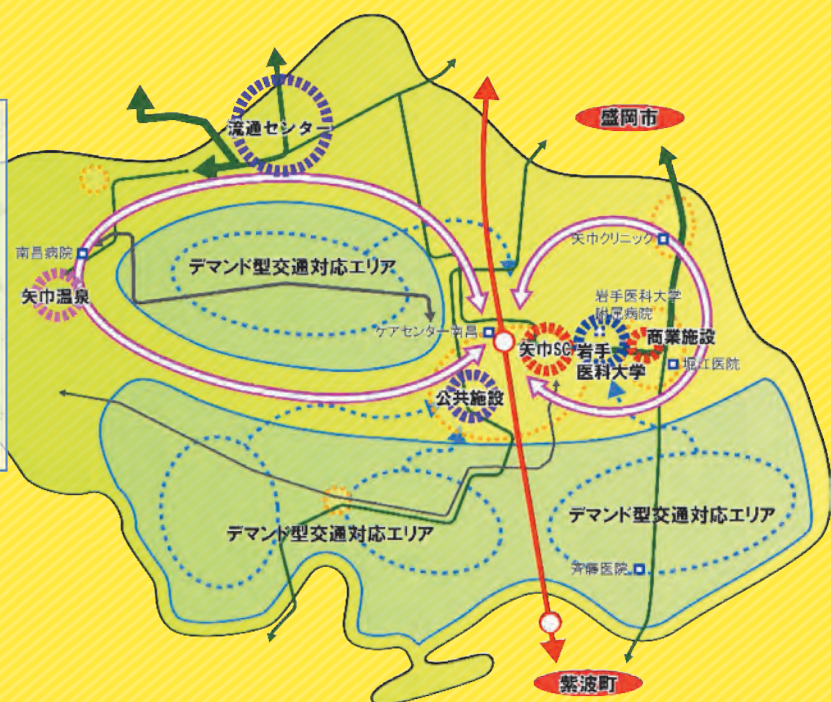 盛岡市
流通センター
矢巾クリニック
南昌病院
デマンド型交通対応エリア
矢巾温泉
岩手医科大学
附属病院
ケアセンター南昌
矢巾SC
岩手
医科大学
商業施設
堀江医院
公共施設
デマンド型交通対応エリア
デマンド型交通対応エリア
斉藤医院
紫波町